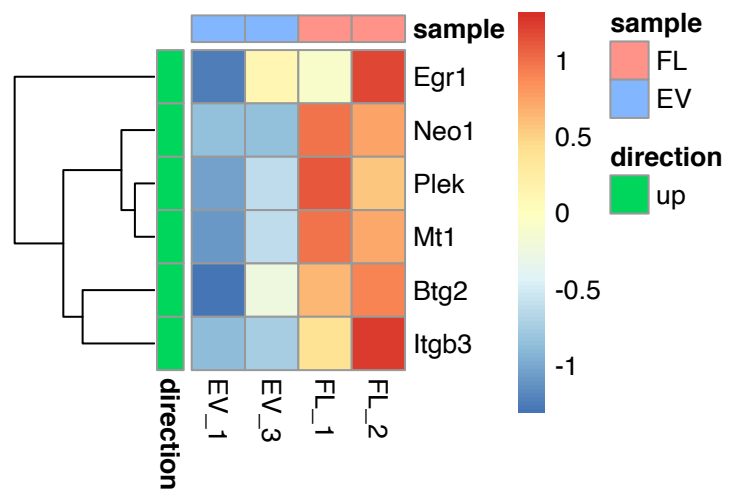 sample
Egr1
Neo1
Plek
Mt1
Btg2
Itgb3
direction
EV_1
EV_3
FL_1
FL_2
1
0.5
0
-0.5
-1
sample
FL
EV
direction
up